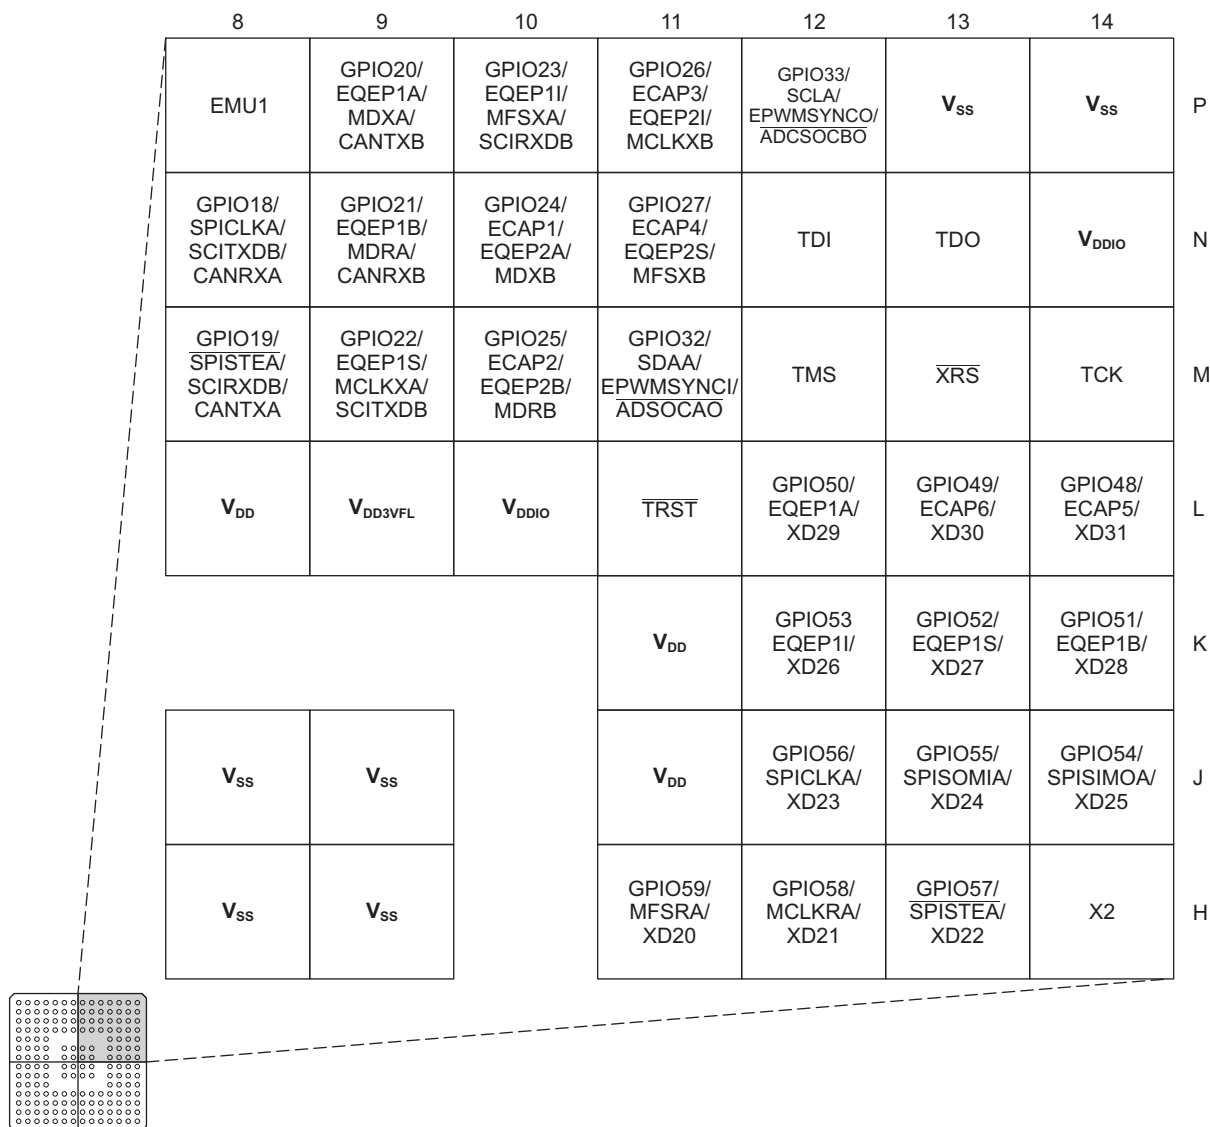 8 9 10 11 12 13 14
EMU1
GPIO20/
EQEP1A/
MDXA/
CANTXB
GPIO23/
EQEP1I/
MFSXA/
SCIRXDB
GPIO26/
ECAP3/
EQEP2I/
MCLKXB
GPIO33/
SCLA/
EPWMSYNCO/
ADCSOCBO
VSS
VSS
P
GPIO18/
SPICLKA/
SCITXDB/
CANRXA
GPIO21/
EQEP1B/
MDRA/
CANRXB
GPIO24/
ECAP1/
EQEP2A/
MDXB
GPIO27/
ECAP4/
EQEP2S/
MFSXB
TDI
TDO
VDDIO
N
GPIO19/
SPISTEA/
SCIRXDB/
CANTXA
GPIO22/
EQEP1S/
MCLKXA/
SCITXDB
GPIO25/
ECAP2/
EQEP2B/
MDRB
GPIO32/
SDAA/
EPWMSYNCI/
ADSOCAO
TMS
XRS
TCK
M
VDD
VDD3VFL
VDDIO
TRST
GPIO50/
EQEP1A/
XD29
GPIO49/
ECAP6/
XD30
GPIO48/
ECAP5/
XD31
L
VDD
GPIO53
EQEP1I/
XD26
GPIO52/
EQEP1S/
XD27
GPIO51/
EQEP1B/
XD28
K
VSS
VSS
VDD
GPIO56/
SPICLKA/
XD23
GPIO55/
SPISOMIA/
XD24
GPIO54/
SPISIMOA/
XD25
J
VSS
VSS
GPIO59/
MFSRA/
XD20
GPIO58/
MCLKRA/
XD21
GPIO57/
SPISTEA/
XD22
X2
H